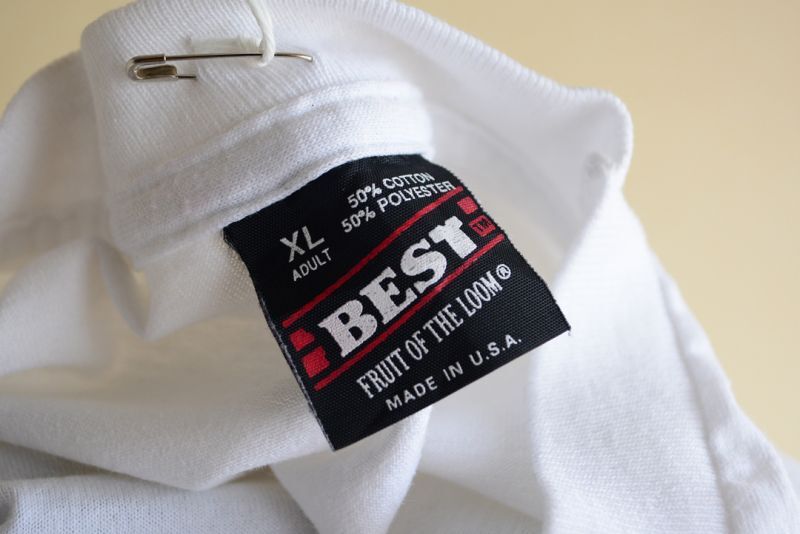 XL
ADULT
50% COTTON
50% POLYESTER
BEST TM
FRUIT OF THE LOOM®
MADE IN U.S.A.